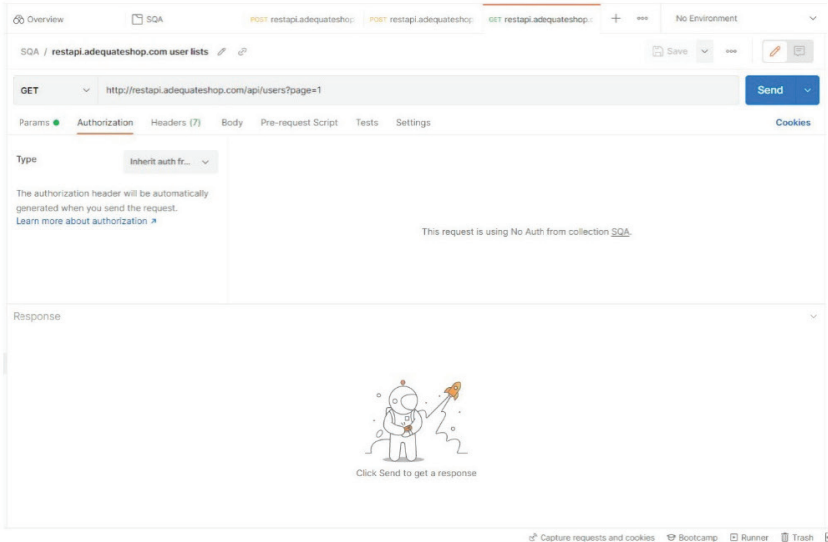 Overview SQA POST restapi.adequateshop POST restapi.adequateshop GET restapi.adequateshop.c + No Environment
SQA / restapi.adequateshop.com user lists Save
GET http://restapi.adequateshop.com/api/users?page=1 Send
Params Authorization Headers (7) Body Pre-request Script Tests Settings Cookies
Type Inherit auth fr...
The authorization header will be automatically
generated when you send the request.
Learn more about authorization ↗
This request is using No Auth from collection SQA.
Response
Click Send to get a response
Capture requests and cookies Bootcamp Runner Trash